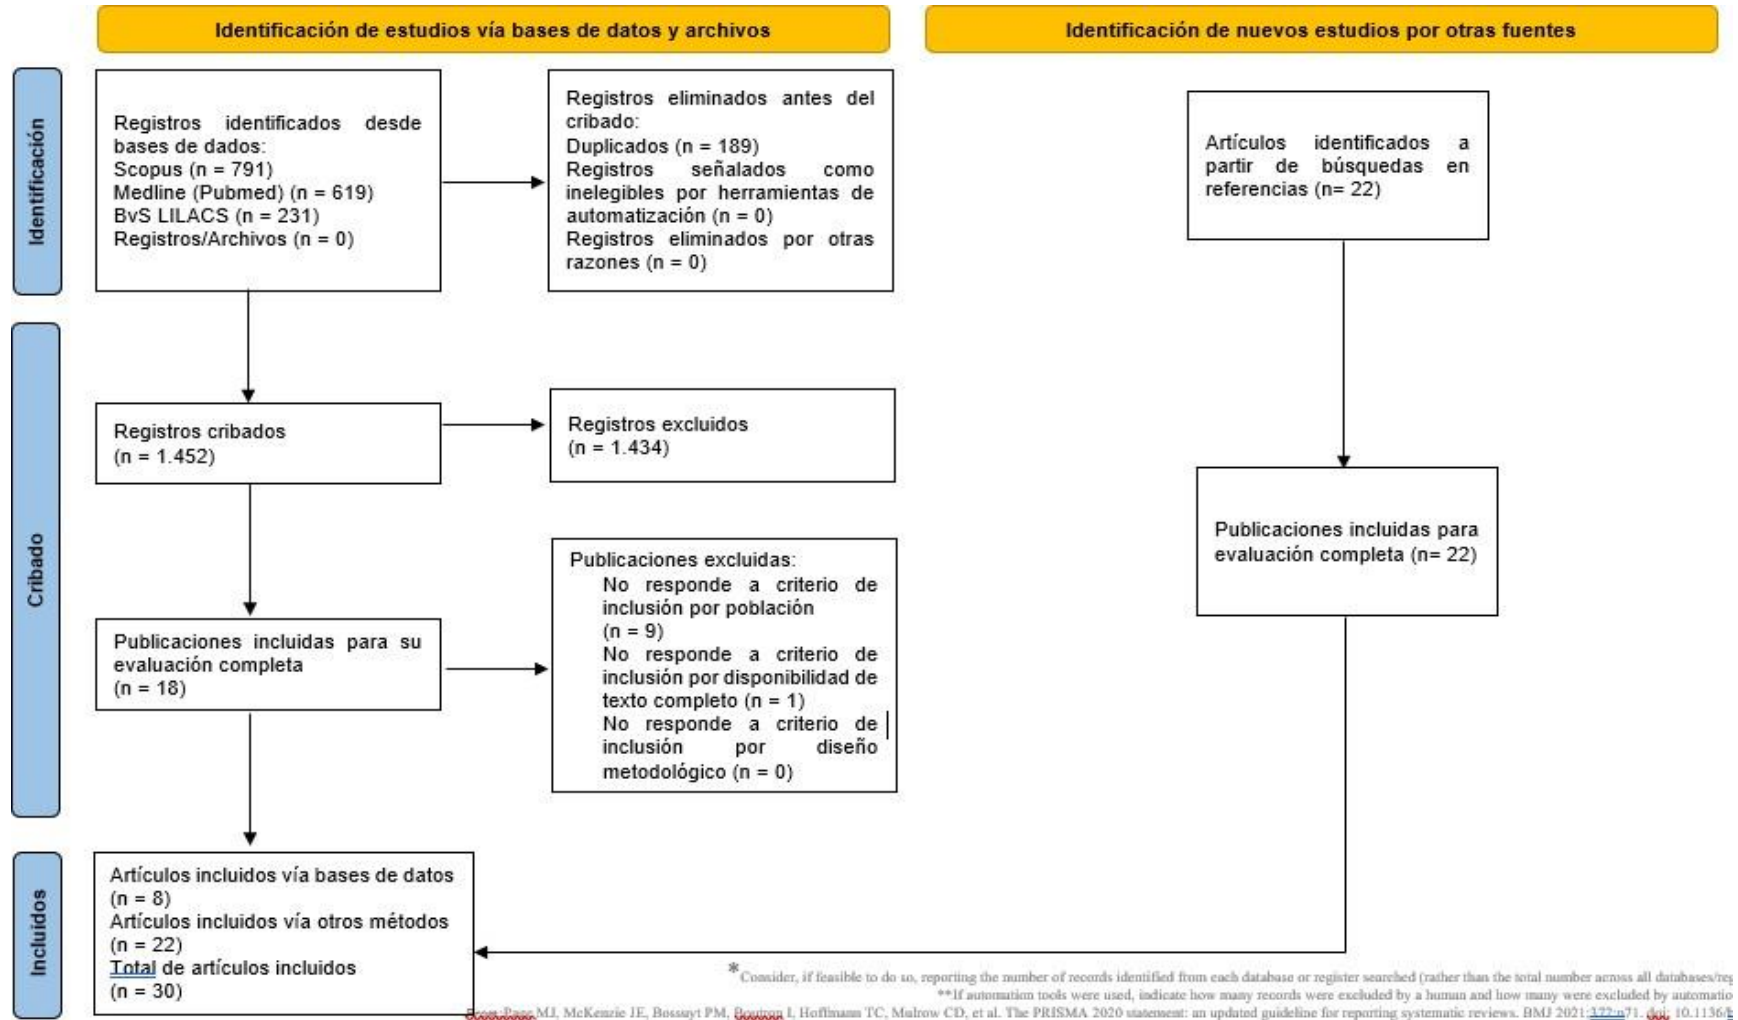 Identificación de estudios vía bases de datos y archivos
Identificación de nuevos estudios por otras fuentes
Identificación
Registros identificados desde
bases de dados:
Scopus (n = 791)
Medline (Pubmed) (n = 619)
BvS LILACS (n = 231)
Registros/Archivos (n = 0)
Registros eliminados antes del
cribado:
Duplicados (n = 189)
Registros señalados como
inelegibles por herramientas de
automatización (n = 0)
Registros eliminados por otras
razones (n = 0)
Artículos identificados a
partir de búsquedas en
referencias (n= 22)
Cribado
Registros cribados
(n = 1.452)
Registros excluidos
(n = 1.434)
Publicaciones incluidas para su
evaluación completa
(n = 18)
Publicaciones excluidas:
No responde a criterio de
inclusión por población
(n = 9)
No responde a criterio de
inclusión por disponibilidad de
texto completo (n = 1)
No responde a criterio de
inclusión por diseño
metodológico (n = 0)
Publicaciones incluidas para
evaluación completa (n= 22)
Incluidos
Artículos incluidos vía bases de datos
(n = 8)
Artículos incluidos vía otros métodos
(n = 22)
Total de artículos incluidos
(n = 30)
*Consider, if feasible to do so, reporting the number of records identified from each database or register searched (rather than the total number across all databases/reg
**If automation tools were used, indicate how many records were excluded by a human and how many were excluded by automatio
MJ, McKenzie JE, Bossuyt PM, Boutron I, Hoffmann TC, Mulrow CD, et al. The PRISMA 2020 statement: an updated guideline for reporting systematic reviews. BMJ 2021;372:n71. doi: 10.1136/